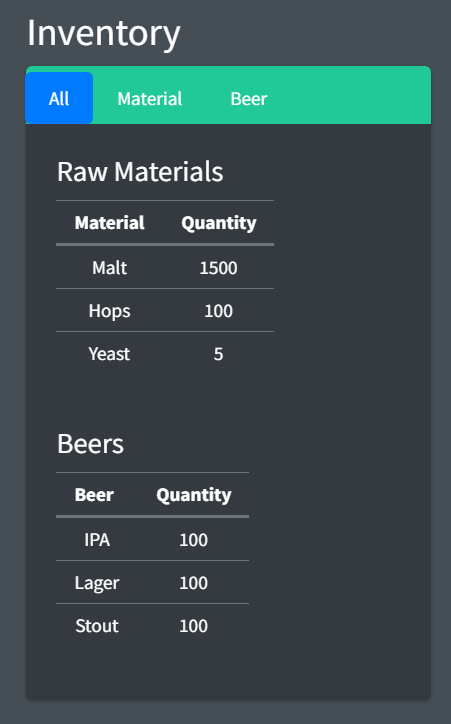 Inventory
All Material Beer
Raw Materials
Material Quantity
Malt 1500
Hops 100
Yeast 5
Beers
Beer Quantity
IPA 100
Lager 100
Stout 100